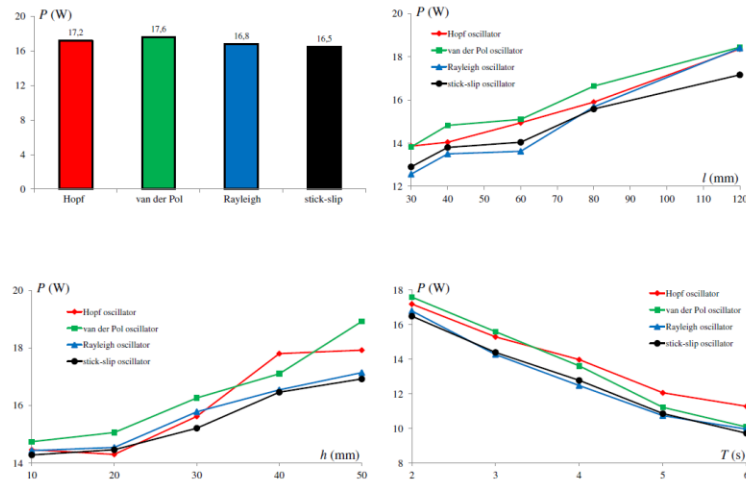 P (W)
20
16
12
8
4
0
17,2
17,6
16,8
16,5
Hopf
van der Pol
Rayleigh
stick-slip
P (W)
20
18
16
14
12
Hopf oscillator
van der Pol oscillator
Rayleigh oscillator
stick-slip oscillator
l (mm)
30 40 50 60 70 80 90 100 110 120
P (W)
20
18
16
14
Hopf oscillator
van der Pol oscillator
Rayleigh oscillator
stick-slip oscillator
h (mm)
10 20 30 40 50
P (W)
18
16
14
12
10
8
Hopf oscillator
van der Pol oscillator
Rayleigh oscillator
stick-slip oscillator
T (s)
2 3 4 5 6